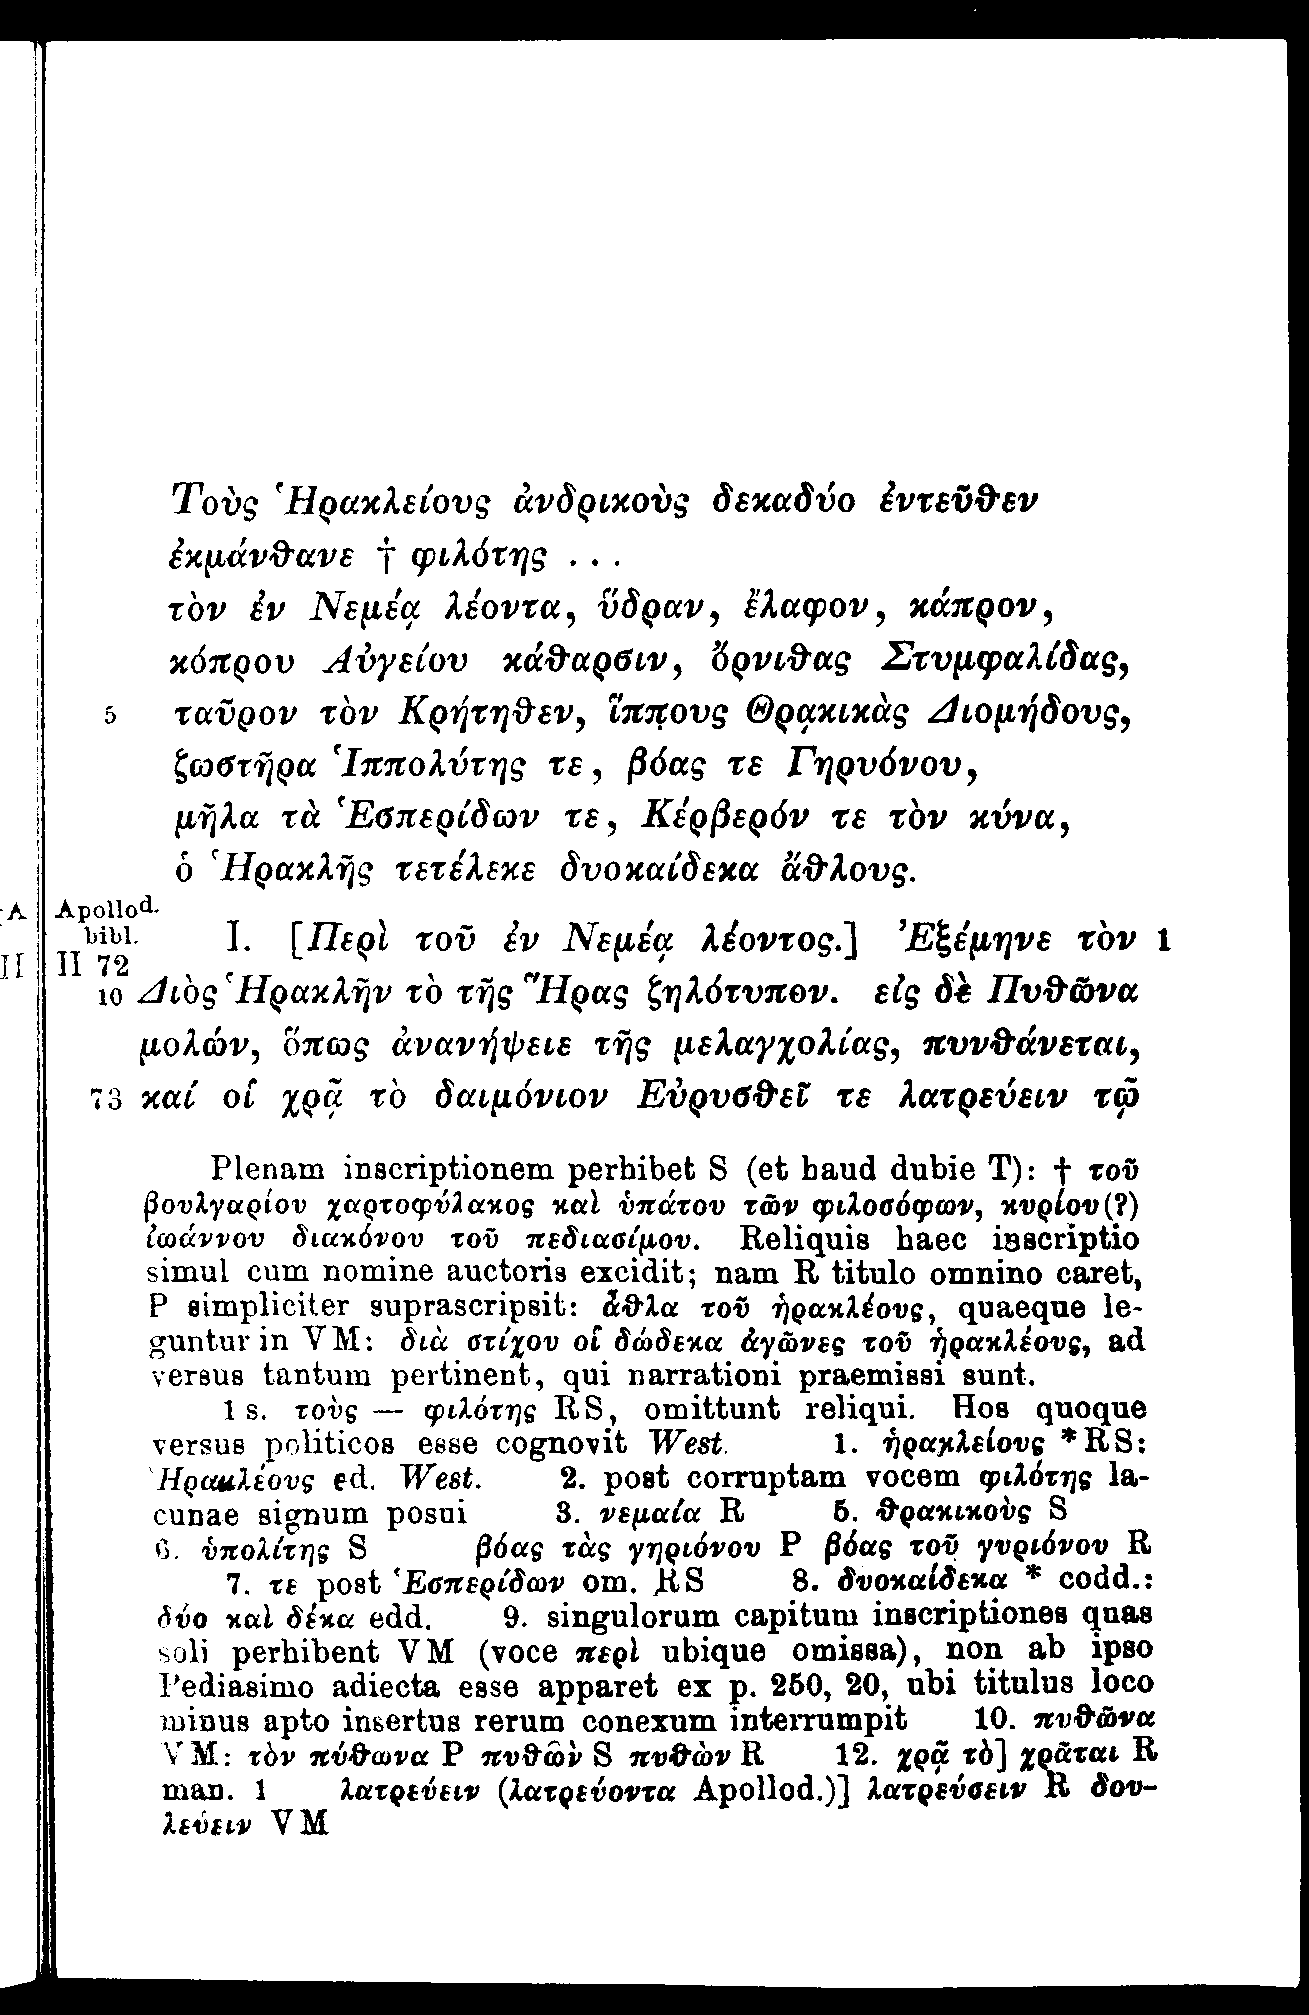 Τοὺς Ἡρακλείους ἀνδρικοὺς δεκαδύο ἐντεῦθεν
ἐκμάνθανε † φιλότης . . .
τὸν ἐν Νεμέᾳ λέοντα, ὕδραν, ἔλαφον, κάπρον,
κόπρου Αὐγείου κάθαρσιν, ὄρνιθας Στυμφαλίδας,
5 ταῦρον τὸν Κρήτηθεν, ἵππους Θρᾳκικὰς Διομήδους,
ζωστῆρα Ἱππολύτης τε, βόας τε Γηρυόνου,
μῆλα τὰ Ἑσπερίδων τε, Κέρβερόν τε τὸν κύνα,
ὁ Ἡρακλῆς τετέλεκε δυοκαίδεκα ἄθλους.
A Apollod.
bibl.
II II 72
I. [Περὶ τοῦ ἐν Νεμέᾳ λέοντος.] Ἐξέμηνε τὸν 1
10 Διὸς Ἡρακλῆν τὸ τῆς Ἥρας ζηλότυπον. εἰς δὲ Πυθῶνα
μολών, ὅπως ἀνανήψειε τῆς μελαγχολίας, πυνθάνεται,
73 καί οἱ χρᾷ τὸ δαιμόνιον Εὐρυσθεῖ τε λατρεύειν τῷ
Plenam inscriptionem perhibet S (et haud dubie T): † τοῦ
βουλγαρίου χαρτοφύλακος καὶ ὑπάτου τῶν φιλοσόφων, κυρίου(?)
ἰωάννου διακόνου τοῦ πεδιασίμου. Reliquis haec inscriptio
simul cum nomine auctoris excidit; nam R titulo omnino caret,
P simpliciter suprascripsit: ἆθλα τοῦ ἡρακλέους, quaeque le-
guntur in VM: διὰ στίχου οἱ δώδεκα ἀγῶνες τοῦ ἡρακλέους, ad
versus tantum pertinent, qui narrationi praemissi sunt.
1 s. τοὺς — φιλότης RS, omittunt reliqui. Hos quoque
versus politicos esse cognovit West. 1. ἡρακλείους *RS:
Ἡρακλέους ed. West. 2. post corruptam vocem φιλότης la-
cunae signum posui 3. νεμαία R 5. θρακικοὺς S
6. ὑπολίτης S βόας τὰς γηριόνου P βόας τοῦ γυριόνου R
7. τε post Ἑσπερίδων om. RS 8. δυοκαίδεκα * codd.:
δύο καὶ δέκα edd. 9. singulorum capitum inscriptiones quas
soli perhibent VM (voce περὶ ubique omissa), non ab ipso
Pediasimo adiecta esse apparet ex p. 250, 20, ubi titulus loco
minus apto insertus rerum conexum interrumpit 10. πυθῶνα
VM: τὸν πύθωνα P πυθῶν S πυθὼν R 12. χρᾷ τὸ] χρᾶται R
man. 1 λατρεύειν (λατρεύοντα Apollod.)] λατρεύσειν R δου-
λεύειν VM